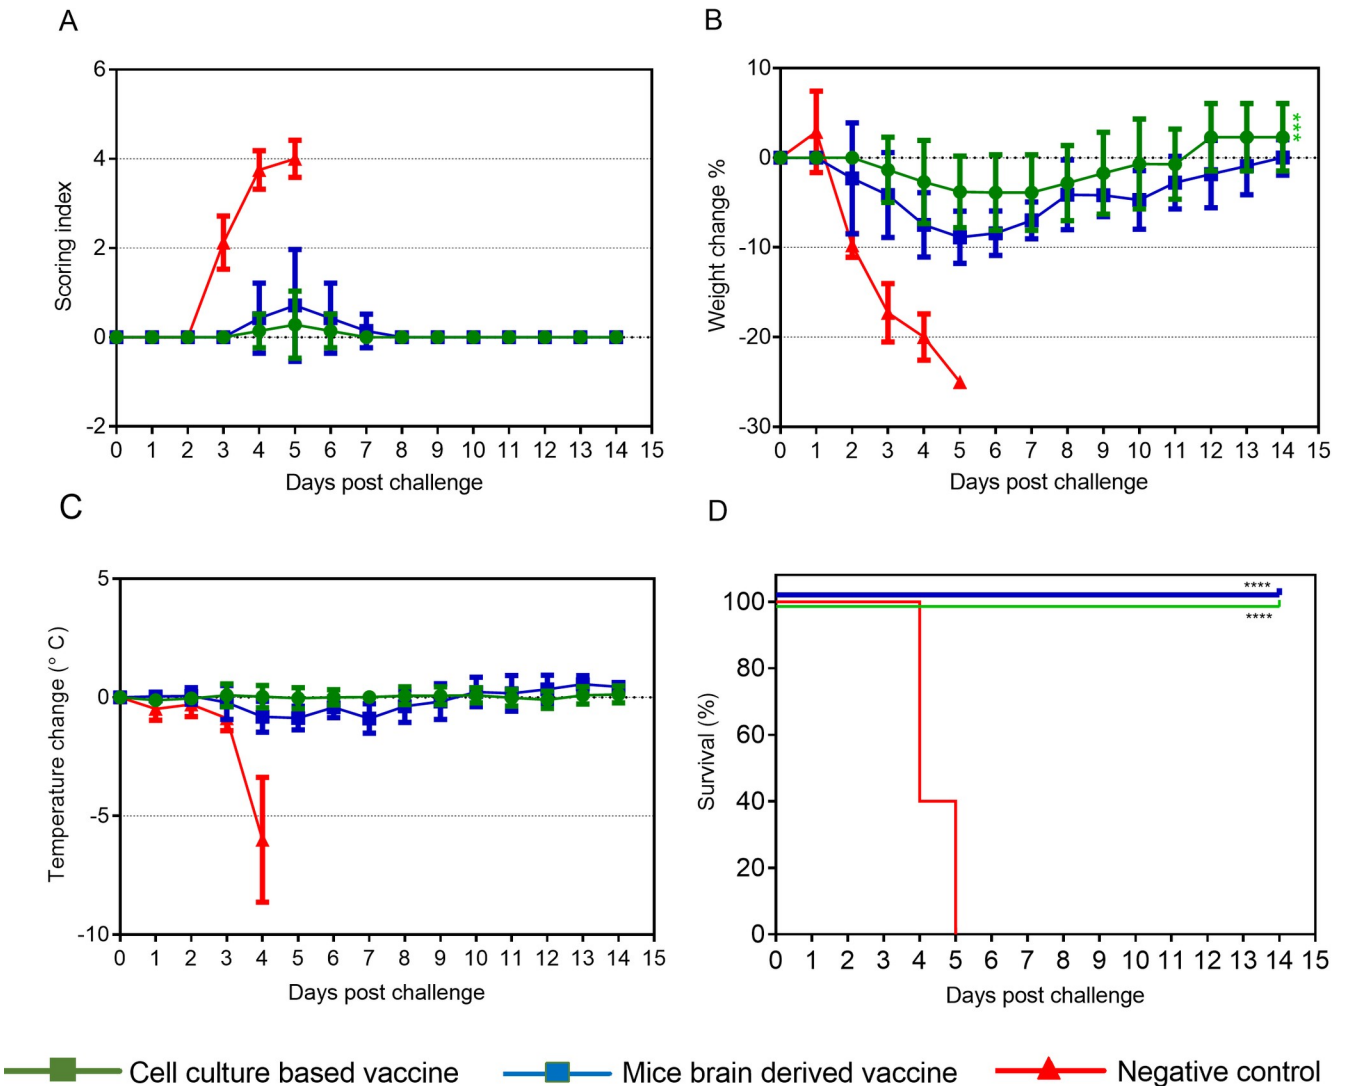 A
6
4
2
0
-2
Scoring index
0 1 2 3 4 5 6 7 8 9 10 11 12 13 14 15
Days post challenge
B
10
0
-10
-20
-30
Weight change %
***
0 1 2 3 4 5 6 7 8 9 10 11 12 13 14 15
Days post challenge
C
5
0
-5
-10
Temperature change (° C)
0 1 2 3 4 5 6 7 8 9 10 11 12 13 14 15
Days post challenge
D
100
80
60
40
20
0
Survival (%)
****
****
0 1 2 3 4 5 6 7 8 9 10 11 12 13 14 15
Days post challenge
Cell culture based vaccine Mice brain derived vaccine Negative control